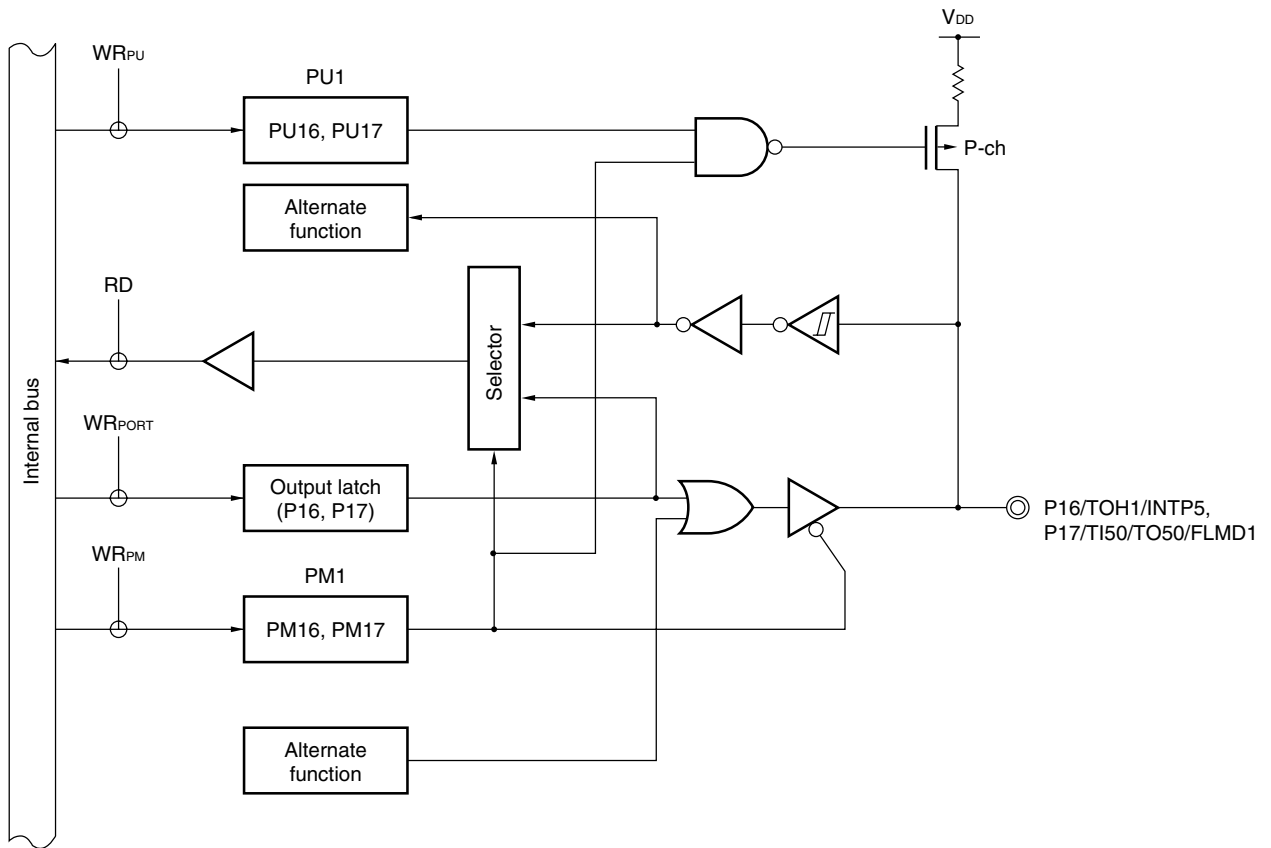 VDD
WRPU
PU1
PU16, PU17
P-ch
Alternate
function
RD
Selector
Internal bus
WRPORT
Output latch
(P16, P17)
P16/TOH1/INTP5,
P17/TI50/TO50/FLMD1
WRPM
PM1
PM16, PM17
Alternate
function